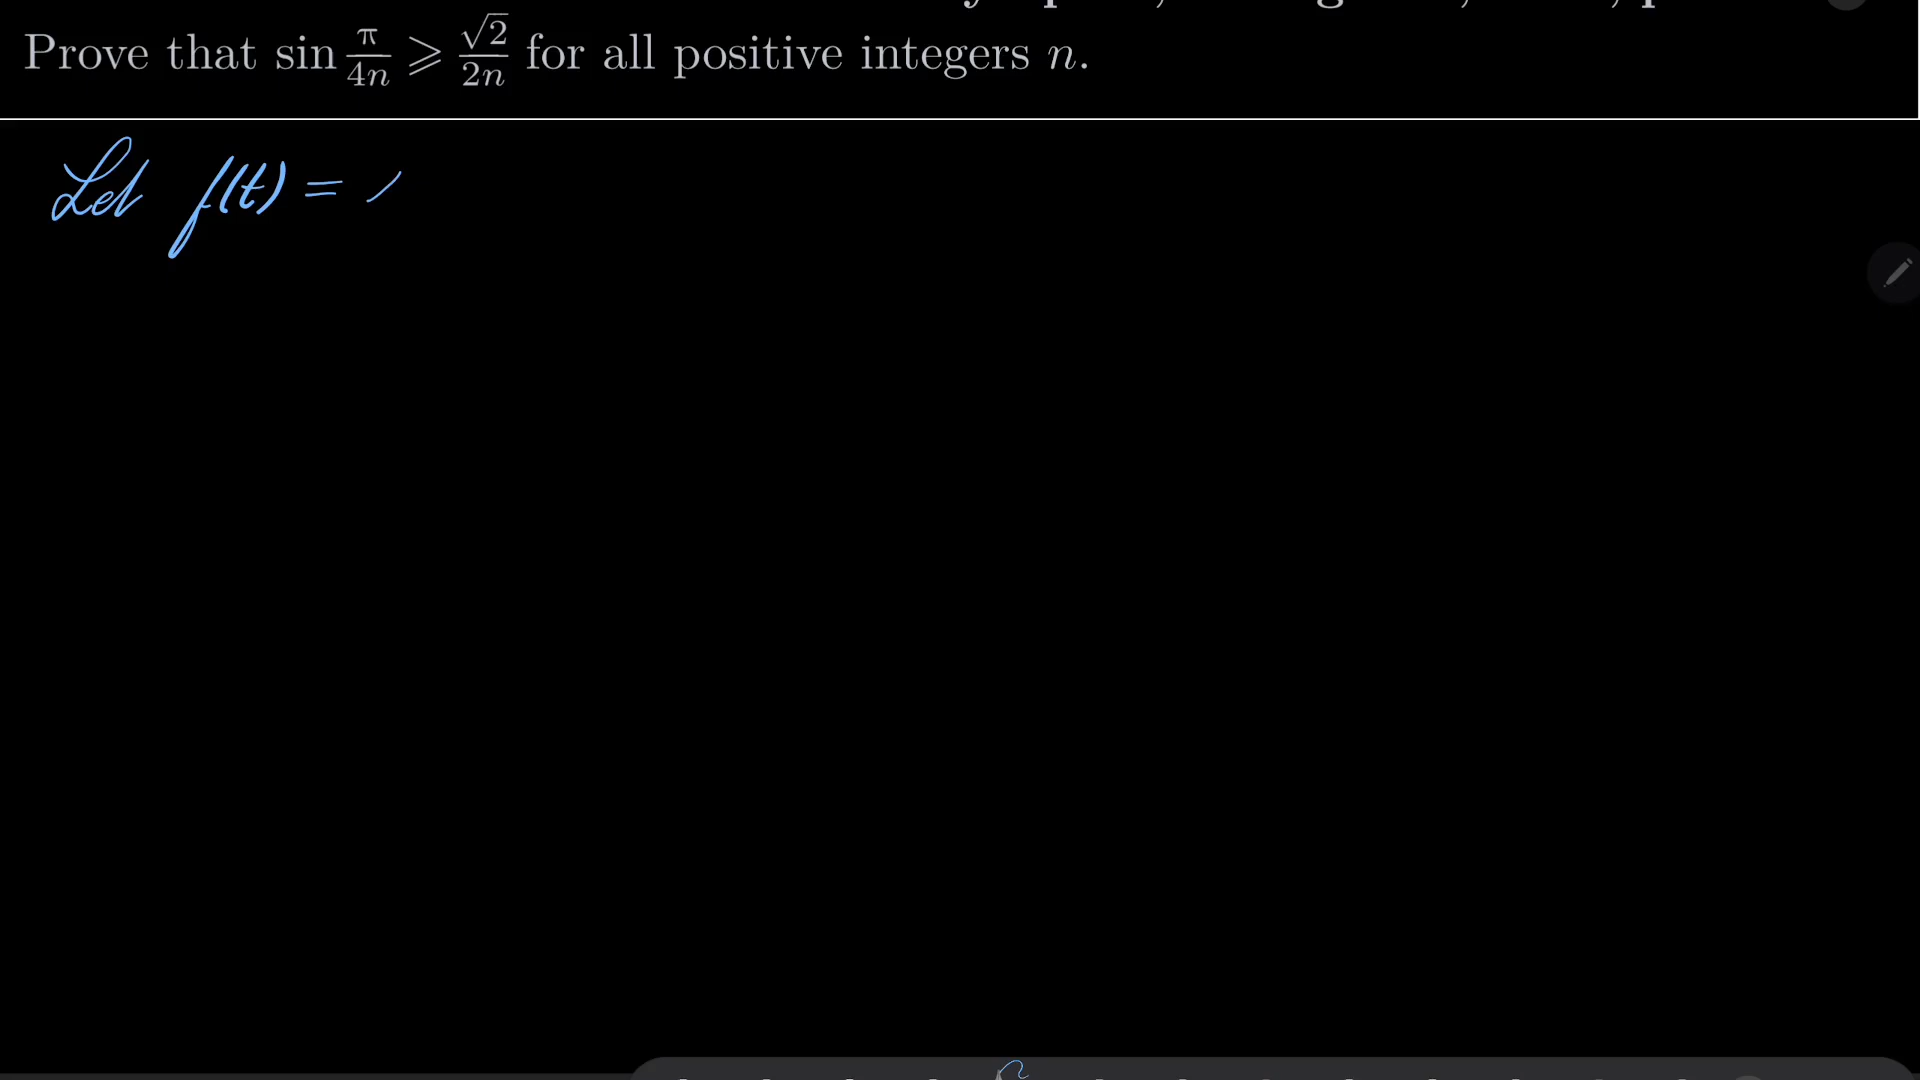 Prove that sin π/4n ⩾ √2/2n for all positive integers n.
Let f(t) =